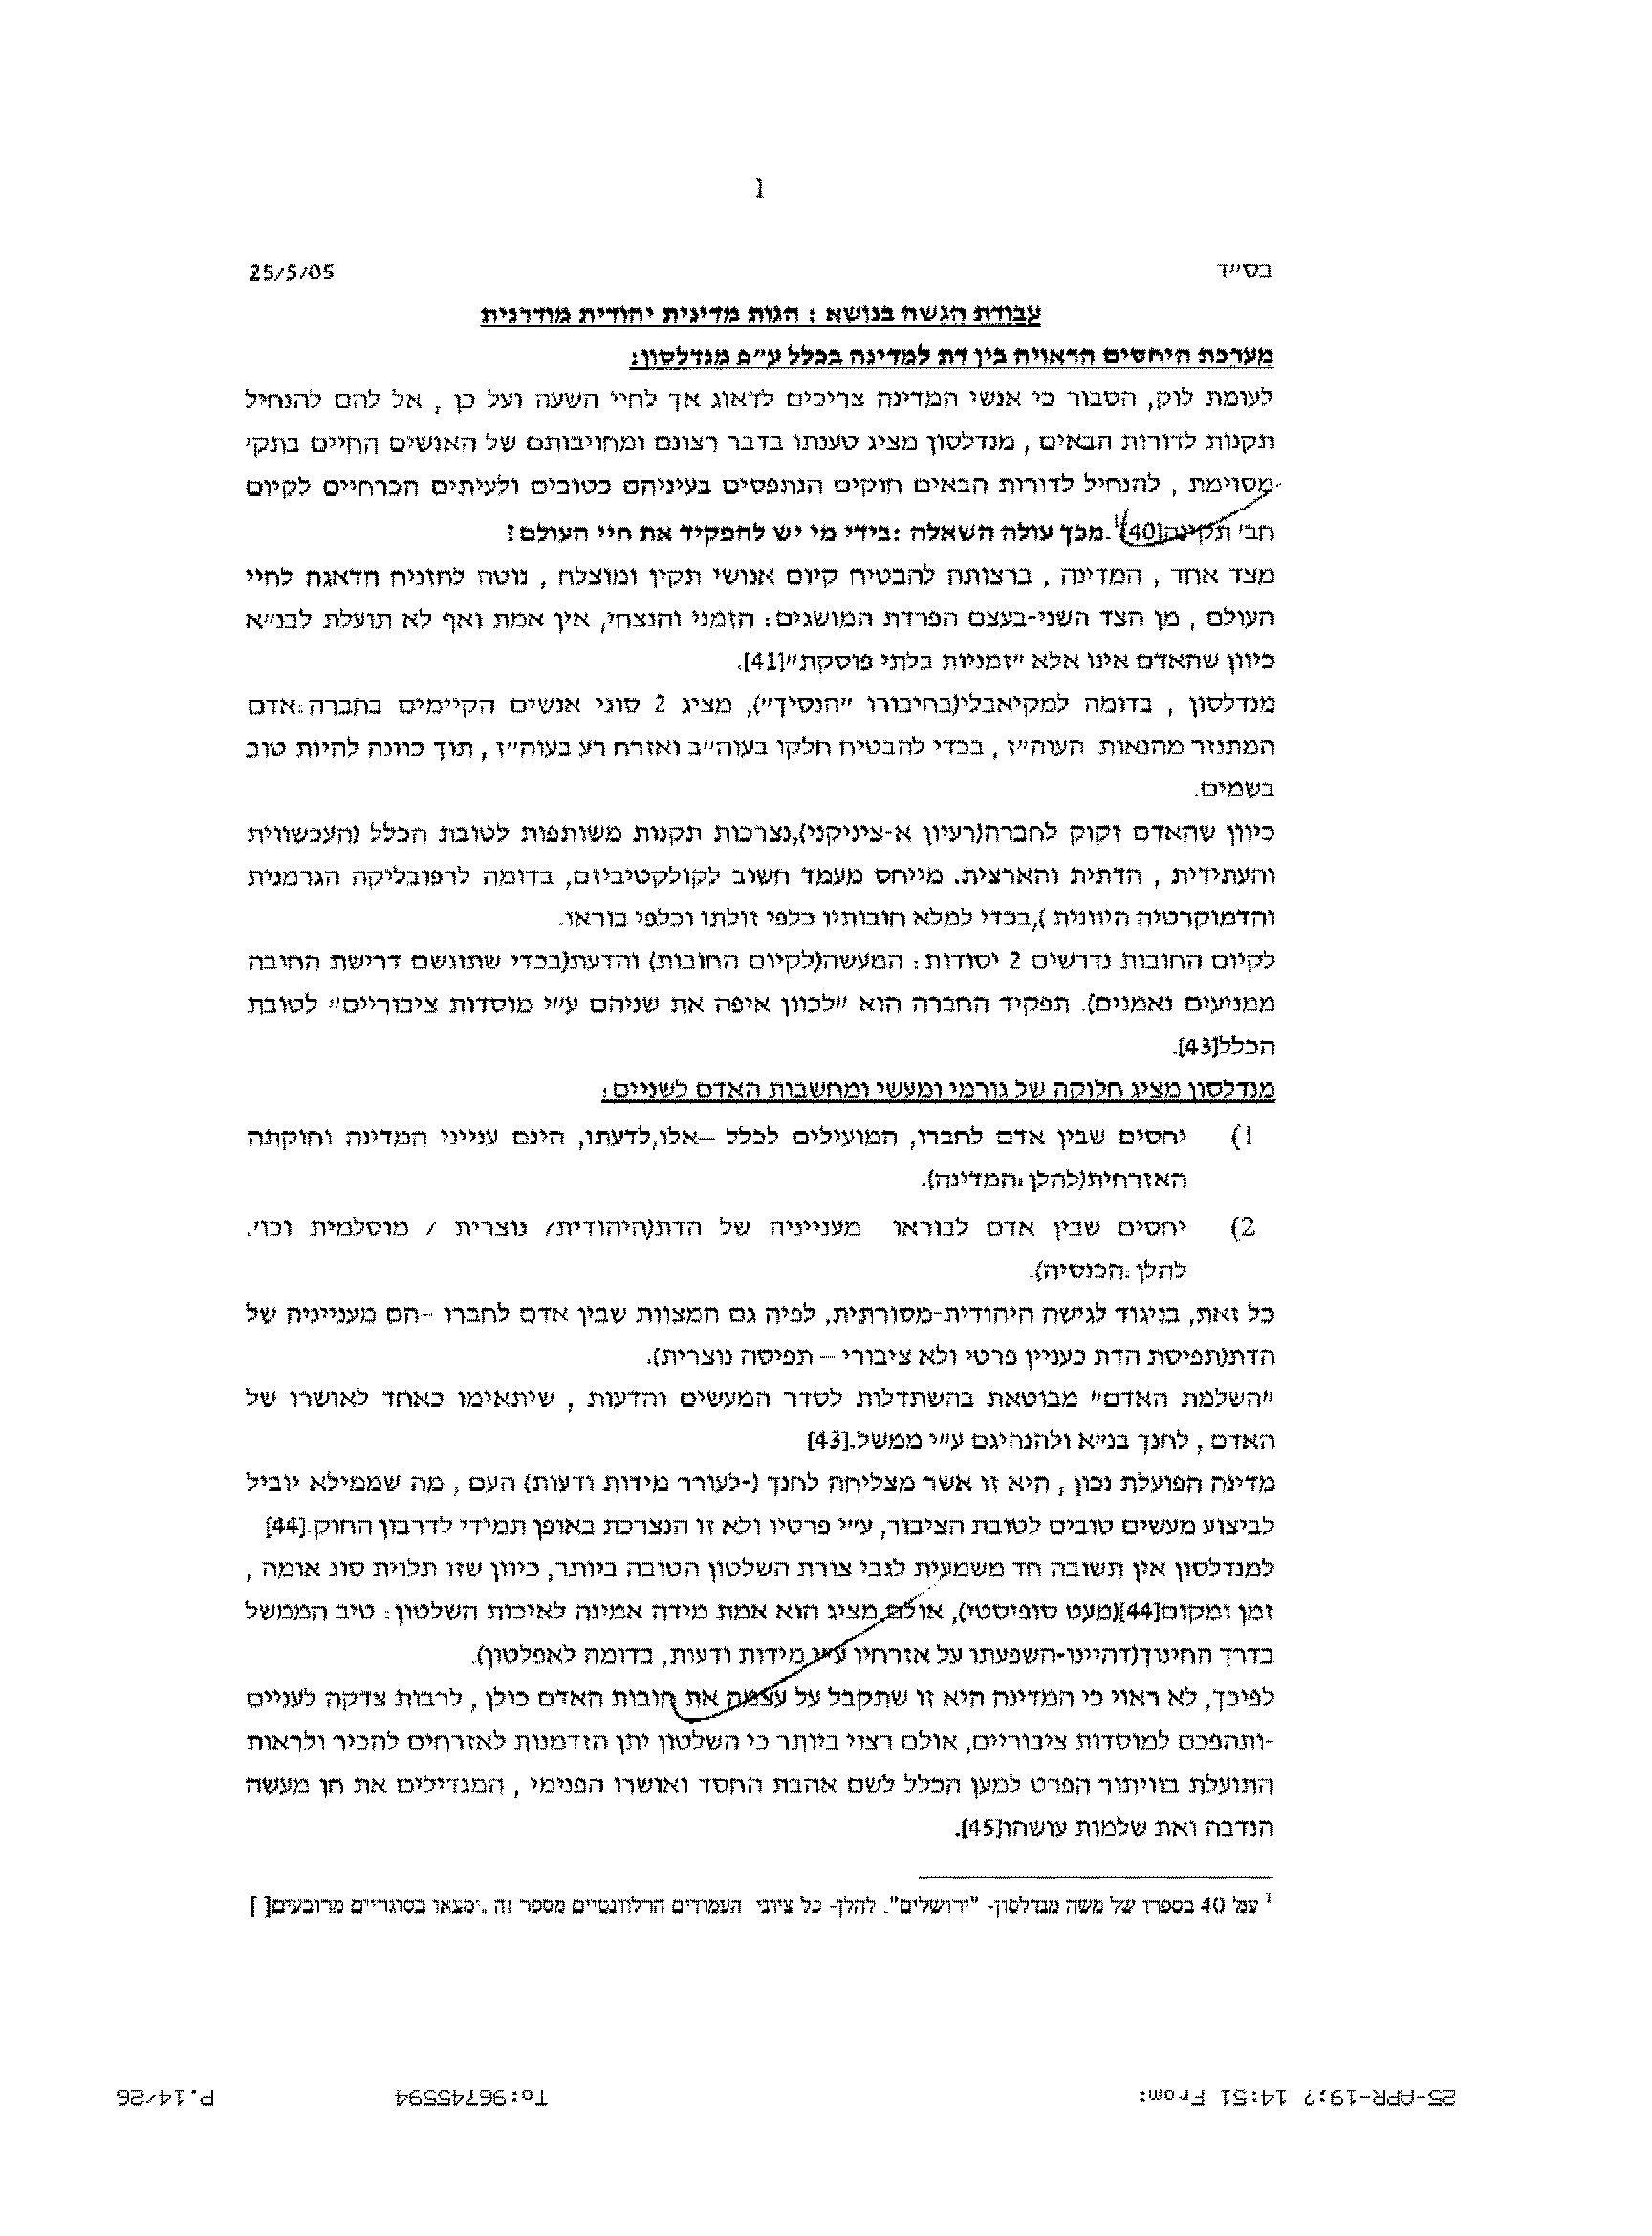 1
בס״ד 25/5/05
עבודת הגשה בנושא : הגות מדינית יהודית מודרנית
מערכת היחסים הראויה בין דת למדינה בכלל ע״פ מנדלסון:
לעומת לוק, הסבור כי אנשי המדינה צריכים לדאוג אך לחיי השעה ועל כן , אל להם להנחיל
תקנות לדורות הבאים , מנדלסון מציג טענתו בדבר רצונם ומחויבותם של האנשים החיים בתק׳
מסוימת , להנחיל לדורות הבאים חוקים הנתפסים בעיניהם כטובים ולעיתים הכרחיים לקיום
חב׳ תקינה[40]1.מכך עולה השאלה :בידי מי יש להפקיד את חיי העולם?
מצד אחד , המדינה , ברצותה להבטיח קיום אנושי תקין ומוצלח , נוטה להזניח הדאגה לחיי
העולם , מן הצד השני-בעצם הפרדת המושגים: הזמני והנצחי, אין אמת ואף לא תועלת לבנ״א
כיוון שהאדם אינו אלא ״זמניות בלתי פוסקת״[41].
מנדלסון , בדומה למקיאבלי(בחיבורו ״הנסיך״), מציג 2 סוגי אנשים הקיימים בחברה:אדם
המתנזר מהנאות העוה״ז , בכדי להבטיח חלקו בעוה״ב ואזרח רע בעוה״ז , תוך כוונה להיות טוב
בשמים.
כיוון שהאדם זקוק לחברה(רעיון א-ציניקני),נצרכות תקנות משותפות לטובת הכלל (העכשווית
והעתידית , הדתית והארצית. מייחס מעמד חשוב לקולקטיביזם, בדומה לרפובליקה הגרמנית
והדמוקרטיה היוונית ),בכדי למלא חובותיו כלפי זולתו וכלפי בוראו.
לקיום החובות נדרשים 2 יסודות: המעשה(לקיום החובות) והדעת(בכדי שתוגשם דרישת החיבה
ממניעים נאמנים). תפקיד החברה הוא ״לכוון איפה את שניהם ע״י מוסדות ציבוריים״ לטובת
הכלל[43].
מנדלסון מציג חלוקה של גורמי ומעשי ומחשבות האדם לשניים:
1) יחסים שבין אדם לחברו, המועילים לכלל –אלו,לדעתו, הינם ענייני המדינה וחוקתה
האזרחית(להלן:המדינה).
2) יחסים שבין אדם לבוראו מענייניה של הדת(היהודית/ נוצרית / מוסלמית וכו׳.
להלן:הכנסיה).
כל זאת, בניגוד לגישה היהודית-מסורתית, לפיה גם המצוות שבין אדם לחברו –הם מענייניה של
הדת(תפיסת הדת כעניין פרטי ולא ציבורי – תפיסה נוצרית).
״השלמת האדם״ מבוטאת בהשתדלות לסדר המעשים והדעות , שיתאימו כאחד לאושרו של
האדם , לחנך בנ״א ולהנהיגם ע״י ממשל.[43]
מדינה הפועלת נכון , היא זו אשר מצליחה לחנך (-לעורר מידות ודעות) העם , מה שממילא יוביל
לביצוע מעשים טובים לטובת הציבור, ע״י פרטיו ולא זו הנצרכת באופן תמידי לדרבון החוק.[44]
למנדלסון אין תשובה חד משמעית לגבי צורת השלטון הטובה ביותר, כיוון שזו תלוית סוג אומה ,
זמן ומקום[44](מעט סופיסטי), אולם מציג הוא אמת מידה אמינה לאיכות השלטון: טיב הממשל
בדרך החינוך(דהיינו-השפעתו על אזרחיו ע״י מידות ודעות, בדומה לאפלטון).
לפיכך, לא ראוי כי המדינה היא זו שתקבל על עצמה את חובות האדם כולן , לרבות צדקה לעניים
-ותהפכם למוסדות ציבוריים, אולם רצוי ביותר כי השלטון יתן הזדמנות לאזרחים להכיר ולראות
התועלת בוויתור הפרט למען הכלל לשם אהבת החסד ואושרו הפנימי , המגדילים את חן מעשה
הנדבה ואת שלמות עושהו[45].
1 עמ׳ 40 בספרו של משה מנדלסון- "ירושלים". להלן- כל ציוני העמודים הרלוונטיים מספר זה ,ימצאו בסוגריים מרובעים[ ]
25-APR-19:? 14:51 From: To:96745594 P.14/26